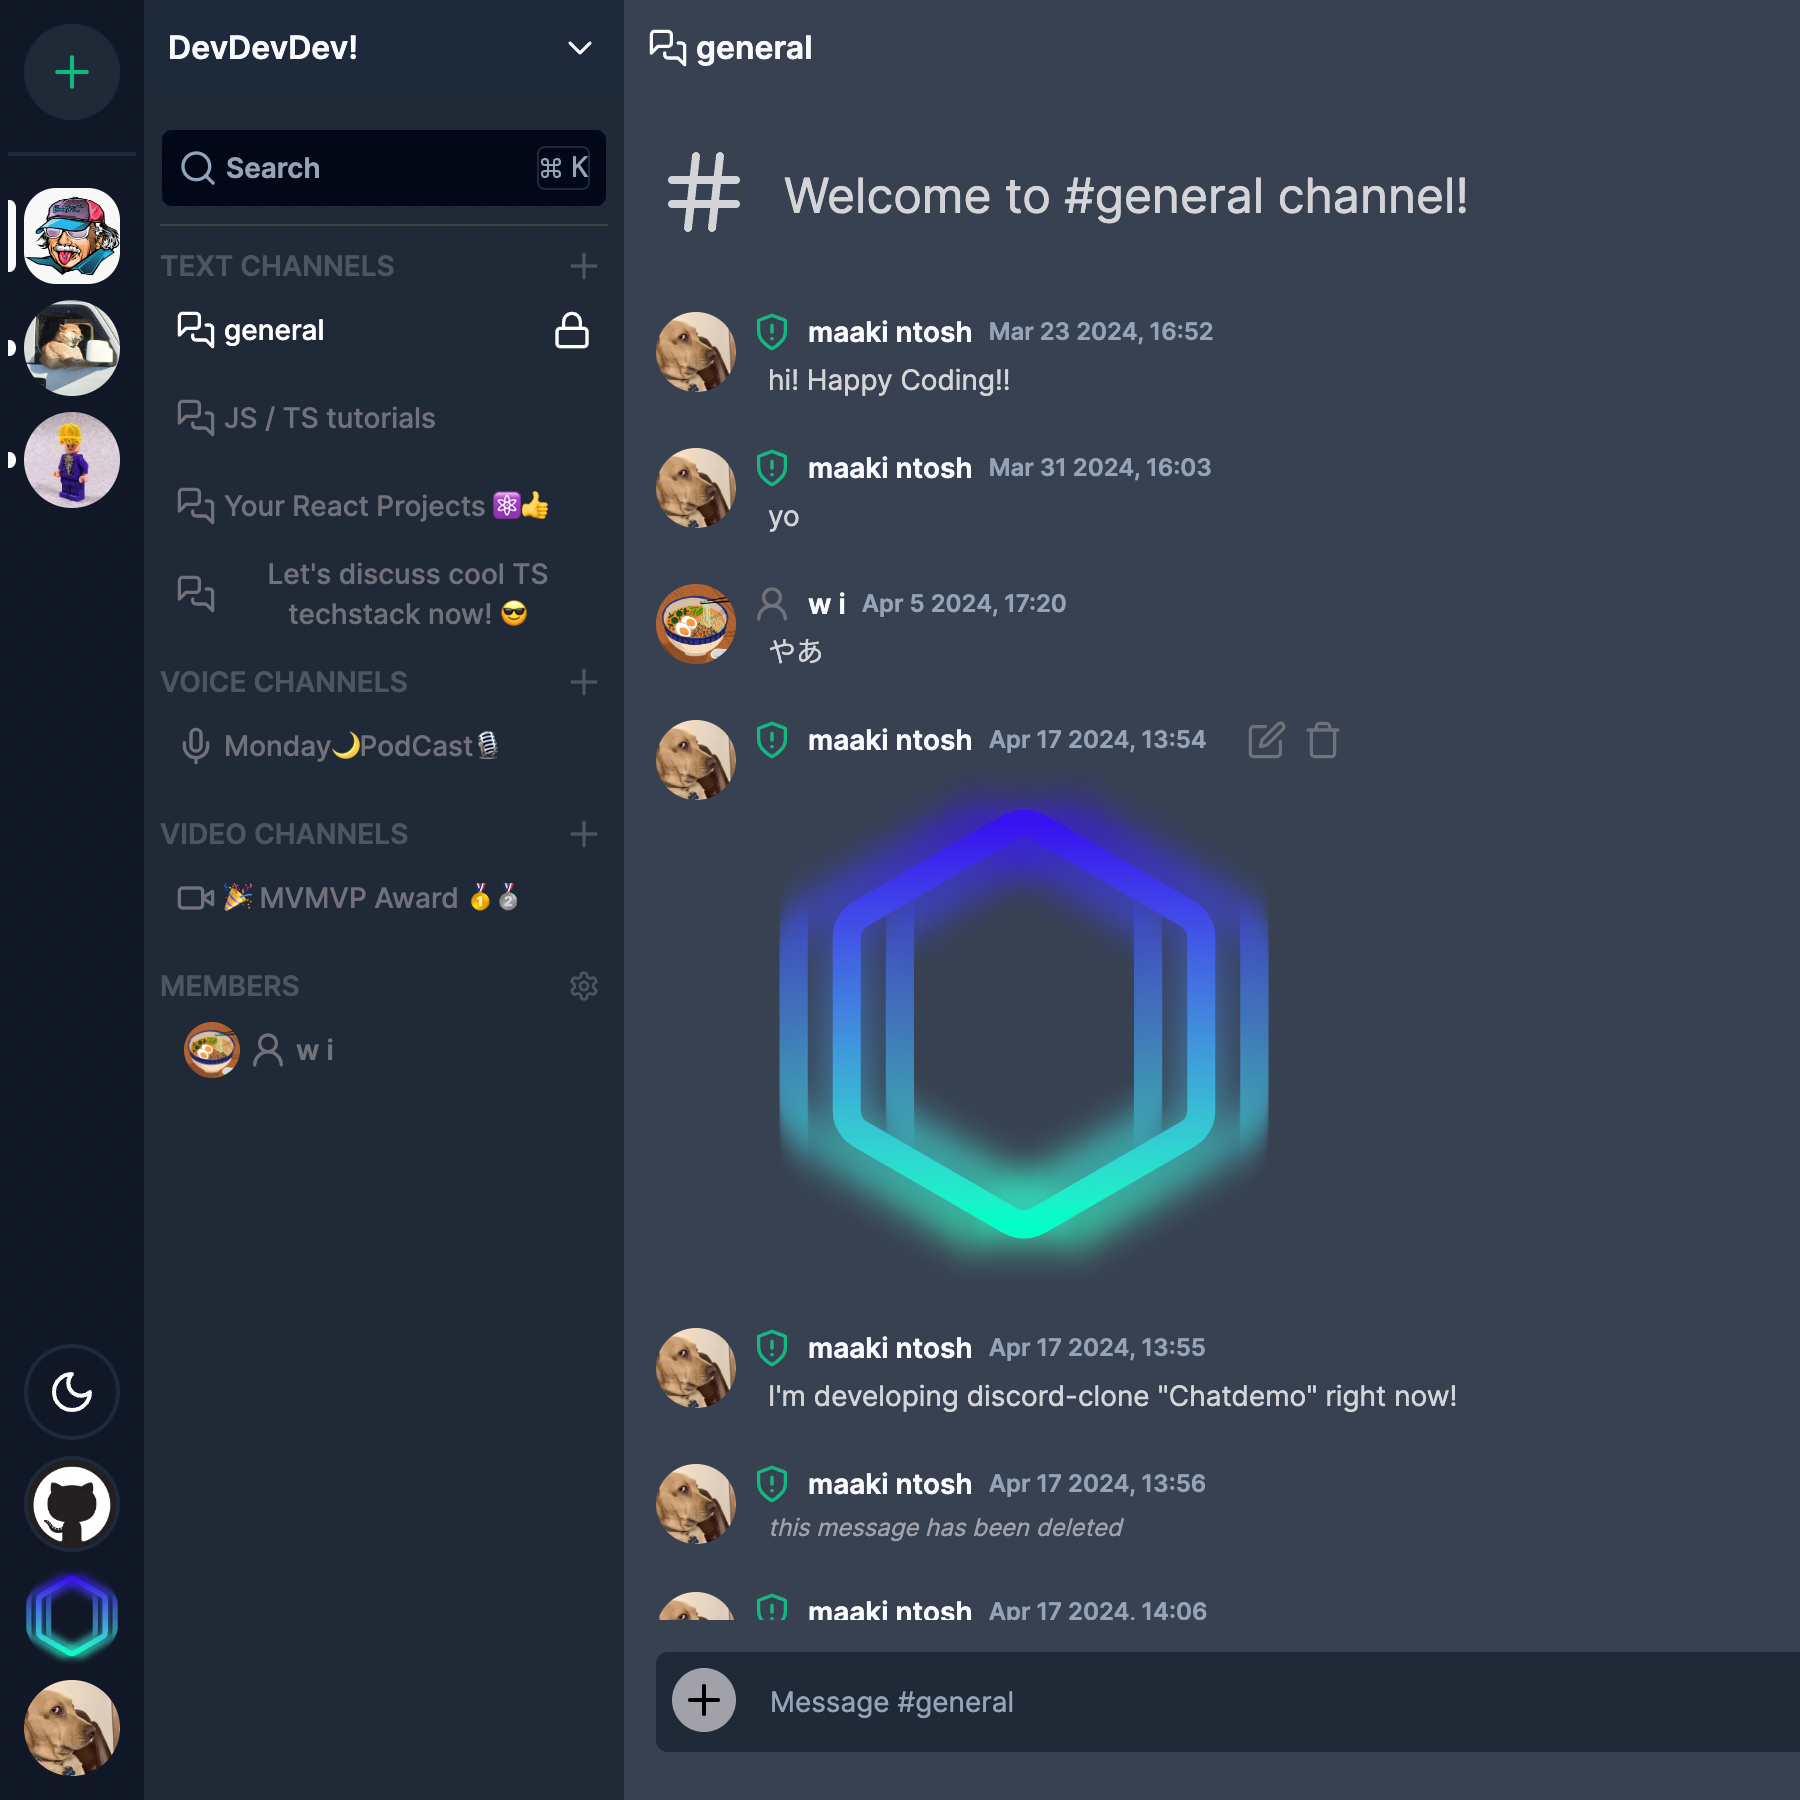 DevDevDev!
Search
⌘ K
TEXT CHANNELS
general
JS / TS tutorials
Your React Projects ⚛️👍
Let's discuss cool TS
techstack now! 😎
VOICE CHANNELS
Monday🌙PodCast🎙️
VIDEO CHANNELS
🎉 MVMVP Award 🥇🥈
MEMBERS
w i
general
# Welcome to #general channel!
maaki ntosh Mar 23 2024, 16:52
hi! Happy Coding!!
maaki ntosh Mar 31 2024, 16:03
yo
w i Apr 5 2024, 17:20
やあ
maaki ntosh Apr 17 2024, 13:54
maaki ntosh Apr 17 2024, 13:55
I'm developing discord-clone "Chatdemo" right now!
maaki ntosh Apr 17 2024, 13:56
this message has been deleted
maaki ntosh Apr 17 2024, 14:06
Message #general